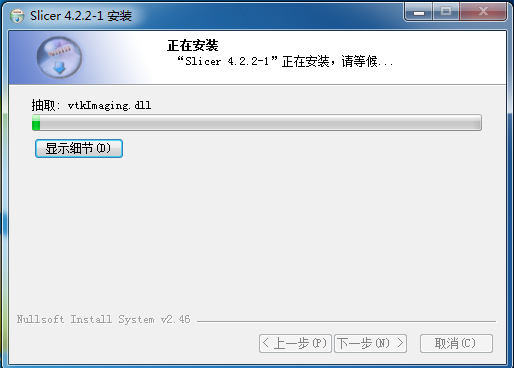 Slicer 4.2.2-1 安装
正在安装
“Slicer 4.2.2-1”正在安装，请等候...
抽取: vtkImaging.dll
显示细节(D)
Nullsoft Install System v2.46
< 上一步(P) 下一步(N) > 取消(C)